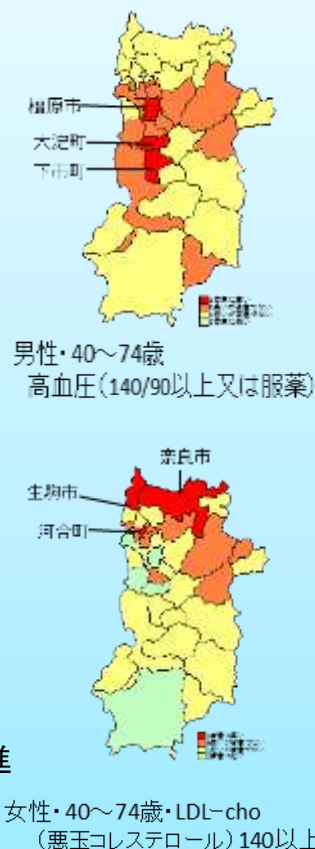 橿原市
大淀町
下市町
男性・40～74歳
高血圧(140/90以上又は服薬)
奈良市
生駒市
河合町
進
女性・40～74歳・LDL-cho
(悪玉コレステロール)140以上